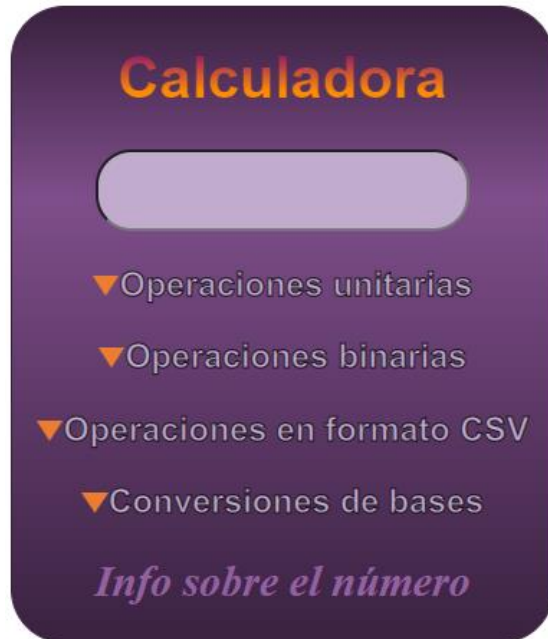 Calculadora
Operaciones unitarias
Operaciones binarias
Operaciones en formato CSV
Conversiones de bases
Info sobre el número